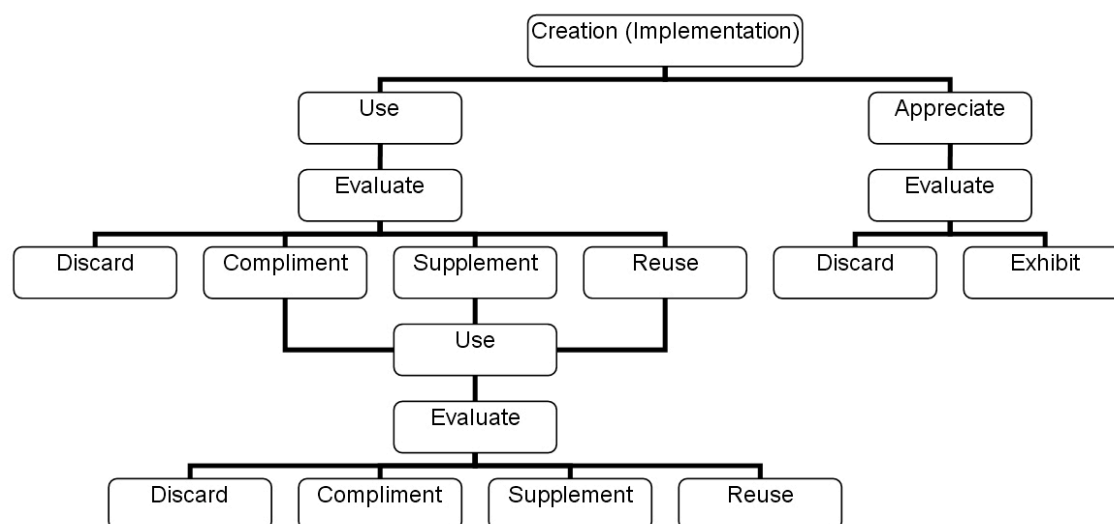 Creation (Implementation)
Use
Appreciate
Evaluate
Evaluate
Discard
Compliment
Supplement
Reuse
Discard
Exhibit
Use
Evaluate
Discard
Compliment
Supplement
Reuse